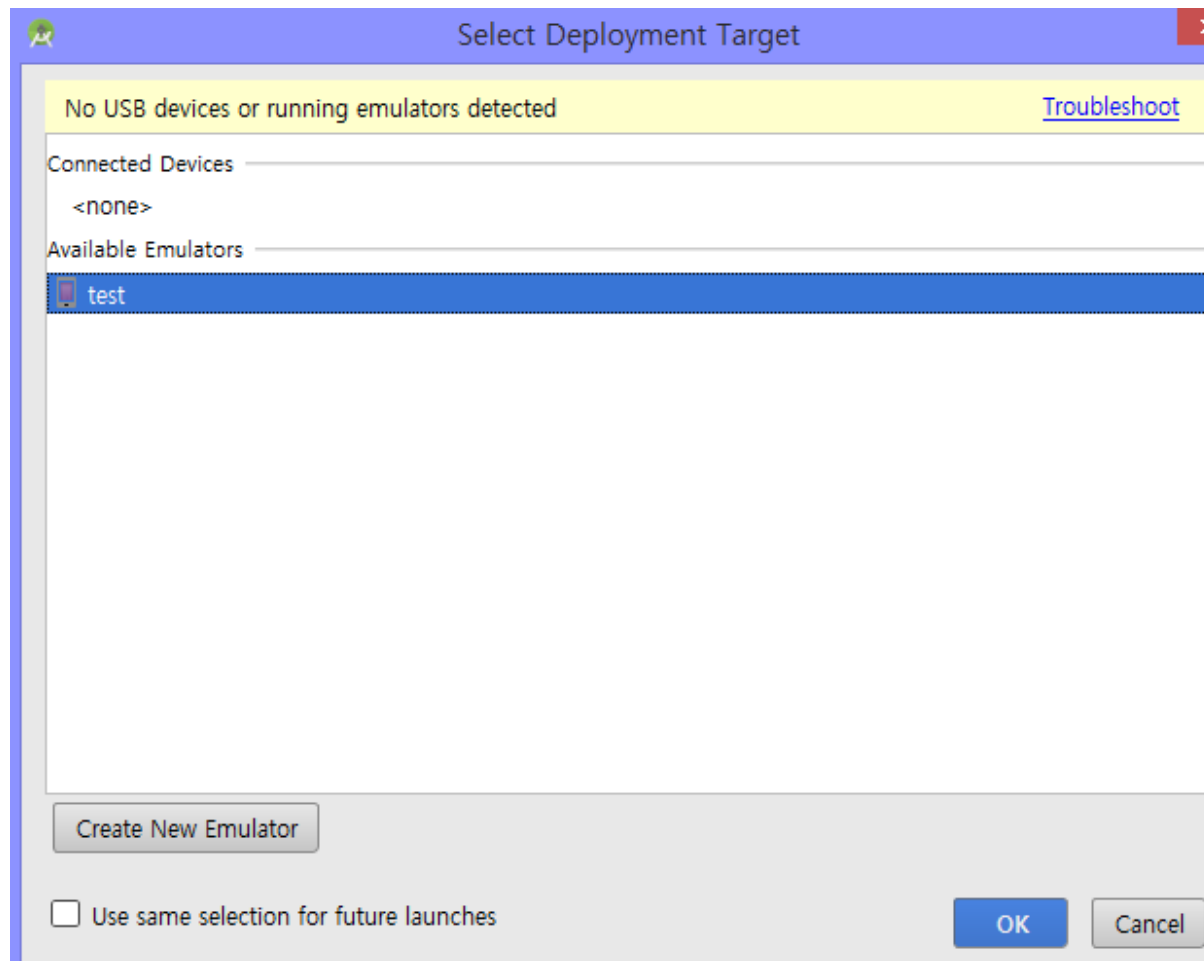 Select Deployment Target
No USB devices or running emulators detected Troubleshoot
Connected Devices
<none>
Available Emulators
test
Create New Emulator
Use same selection for future launches
OK Cancel